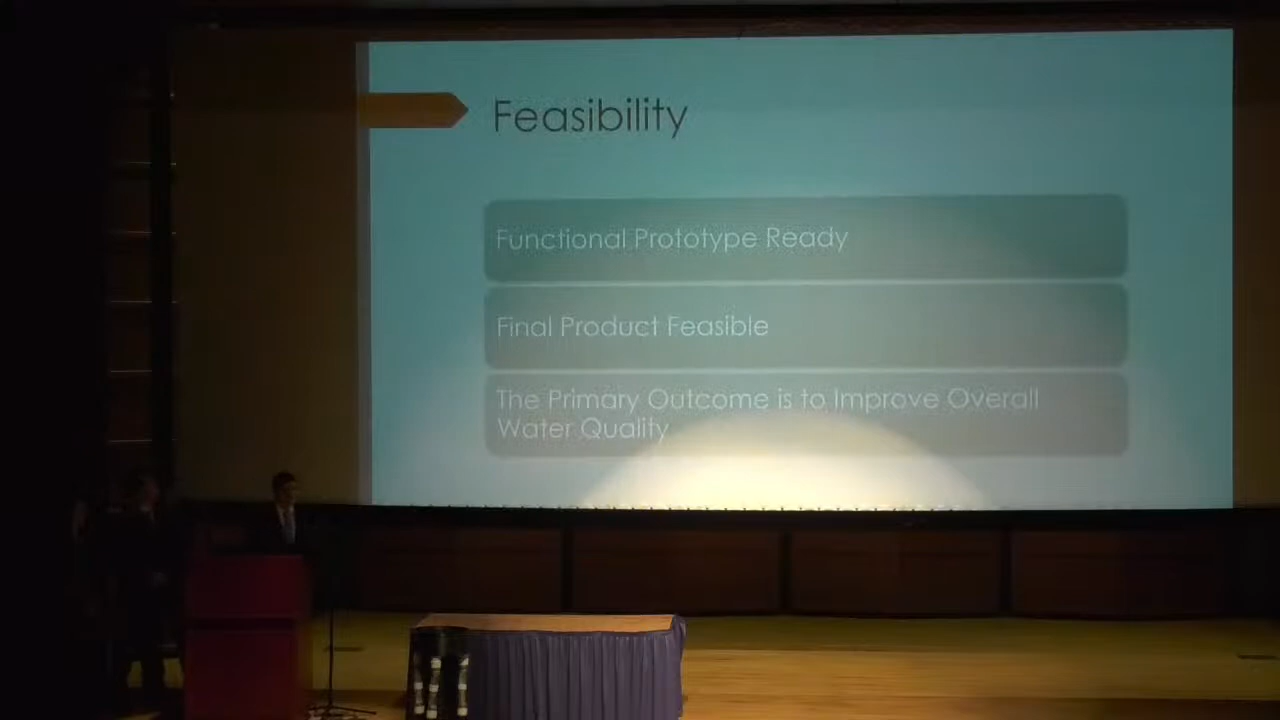 Feasibility
Functional Prototype Ready
Final Product Feasible
The Primary Outcome is to Improve Overall
Water Quality